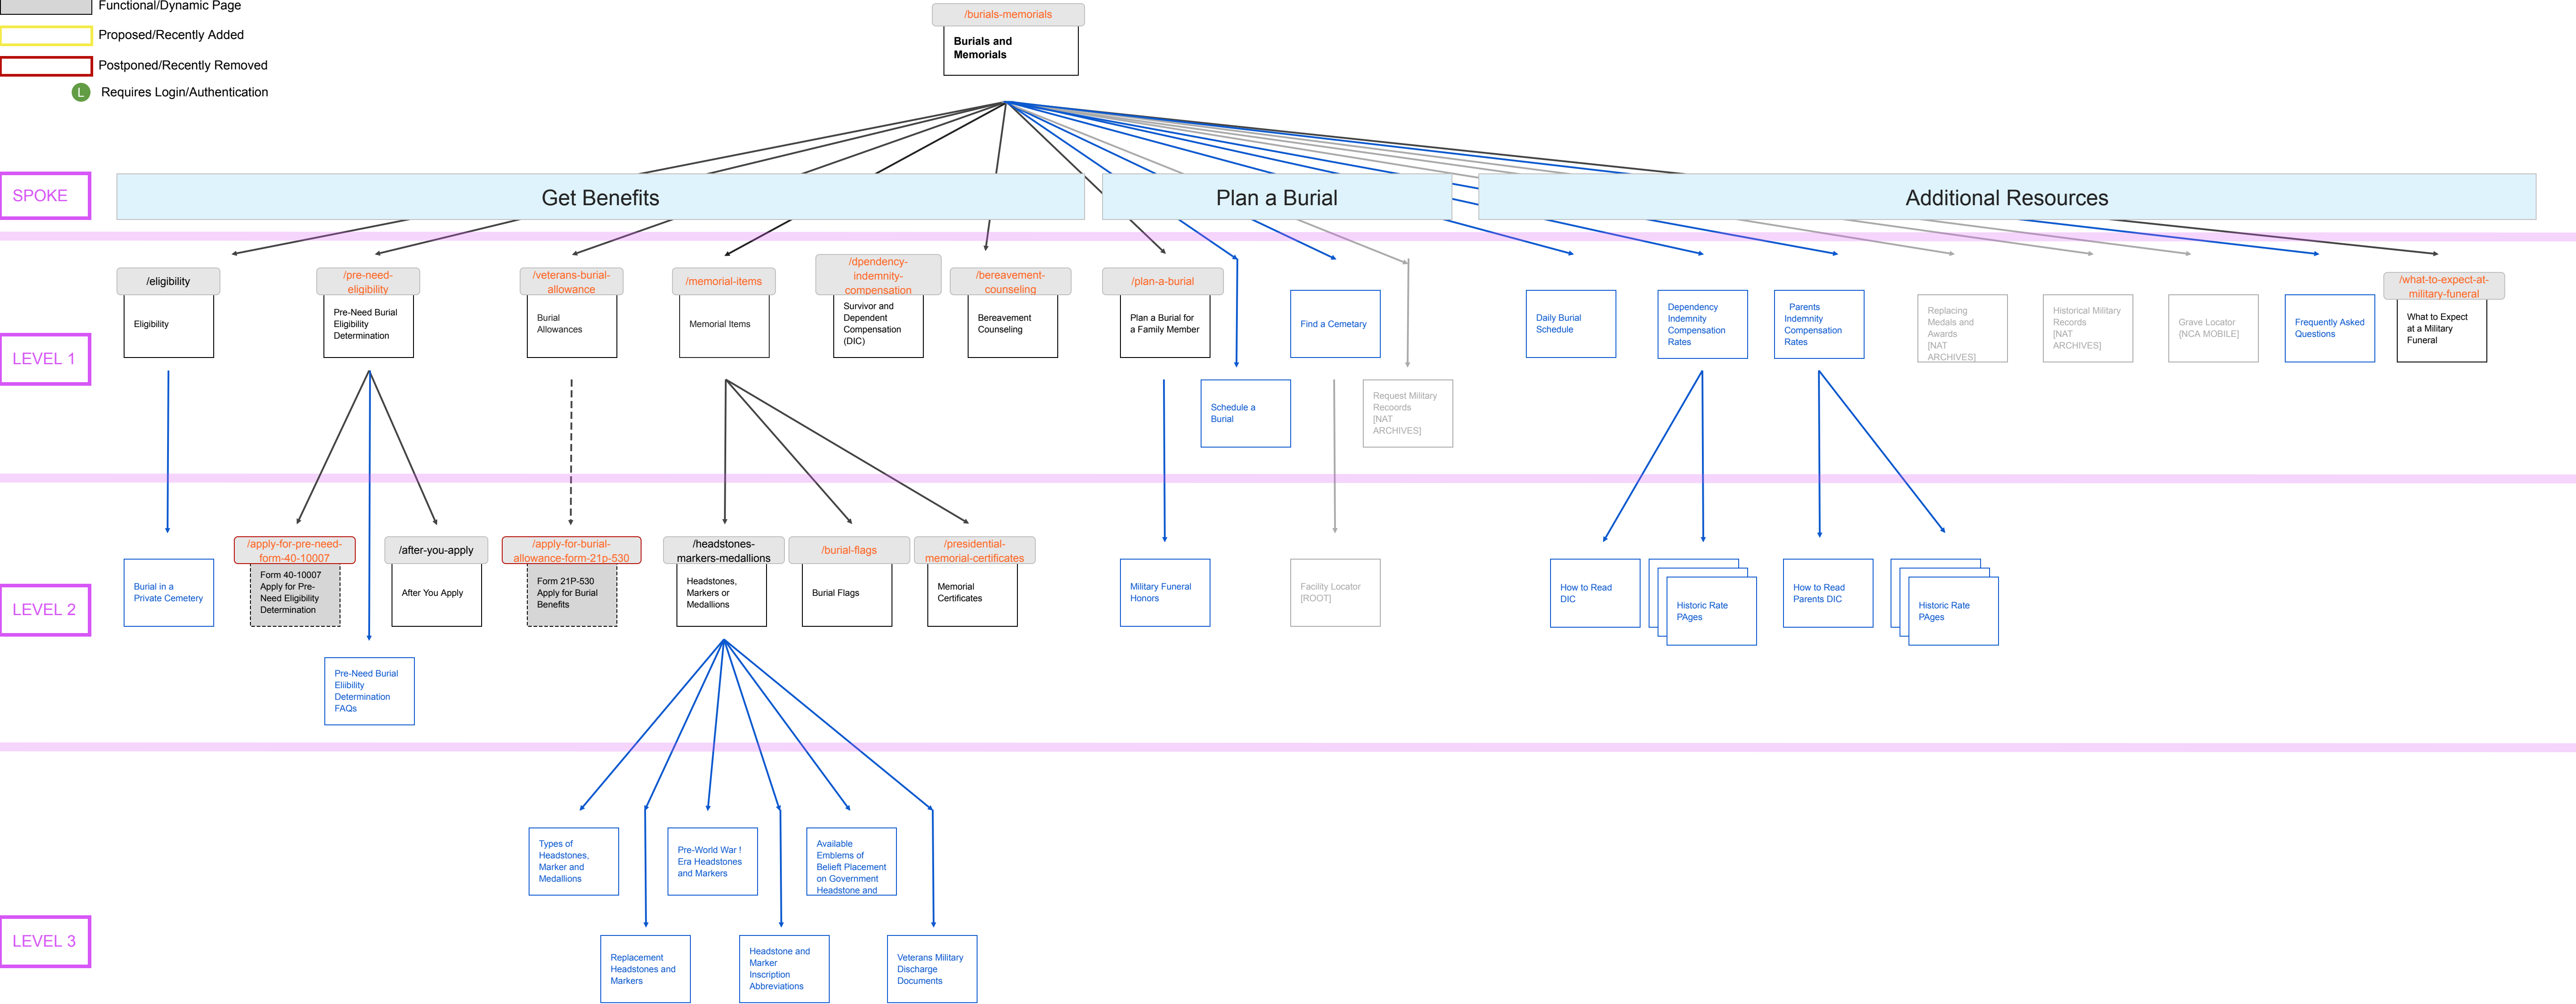 Functional/Dynamic Page
Proposed/Recently Added
Postponed/Recently Removed
L
Requires Login/Authentication
/burials-memorials
Burials and
Memorials
SPOKE
Get Benefits
Plan a Burial
Additional Resources
LEVEL 1
/eligibility
Eligibility
/pre-need-
eligibility
Pre-Need Burial
Eligibility
Determination
/veterans-burial-
allowance
Burial
Allowances
/memorial-items
Memorial Items
/dpendency-
indemnity-
compensation
Survivor and
Dependent
Compensation
(DIC)
/bereavement-
counseling
Bereavement
Counseling
/plan-a-burial
Plan a Burial for
a Family Member
Schedule a
Burial
Find a Cemetary
Request Military
Recoords
[NAT
ARCHIVES]
Daily Burial
Schedule
Dependency
Indemnity
Compensation
Rates
Parents
Indemnity
Compensation
Rates
Replacing
Medals and
Awards
[NAT
ARCHIVES]
Historical Military
Records
[NAT
ARCHIVES]
Grave Locator
{NCA MOBILE]
Frequently Asked
Questions
/what-to-expect-at-
military-funeral
What to Expect
at a Military
Funeral
LEVEL 2
Burial in a
Private Cemetery
/apply-for-pre-need-
form-40-10007
Form 40-10007
Apply for Pre-
Need Eligibility
Determination
Pre-Need Burial
Eliibility
Determination
FAQs
/after-you-apply
After You Apply
/apply-for-burial-
allowance-form-21p-530
Form 21P-530
Apply for Burial
Benefits
/headstones-
markers-medallions
Headstones,
Markers or
Medallions
/burial-flags
Burial Flags
/presidential-
memorial-certificates
Memorial
Certificates
Military Funeral
Honors
Facility Locator
[ROOT]
How to Read
DIC
Historic Rate
PAges
How to Read
Parents DIC
Historic Rate
PAges
LEVEL 3
Types of
Headstones,
Marker and
Medallions
Pre-World War !
Era Headstones
and Markers
Available
Emblems of
Belieft Placement
on Government
Headstone and
Replacement
Headstones and
Markers
Headstone and
Marker
Inscription
Abbreviations
Veterans Military
Discharge
Documents